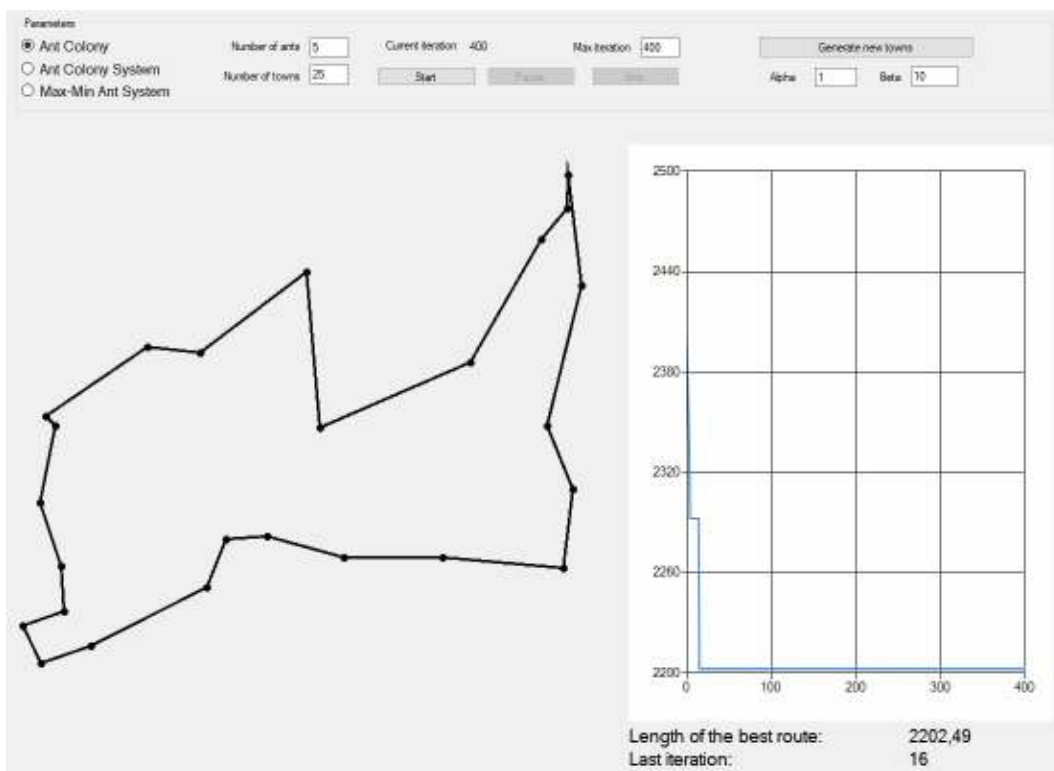 Parameters
Ant Colony
Number of ants 5
Current iteration 400
Max iteration 400
Generate new towns
Ant Colony System
Number of towns 25
Start
Pause
Alpha 1
Beta 10
Max-Min Ant System
2500
2440
2380
2320
2260
2200
0 100 200 300 400
Length of the best route: 2202,49
Last iteration: 16